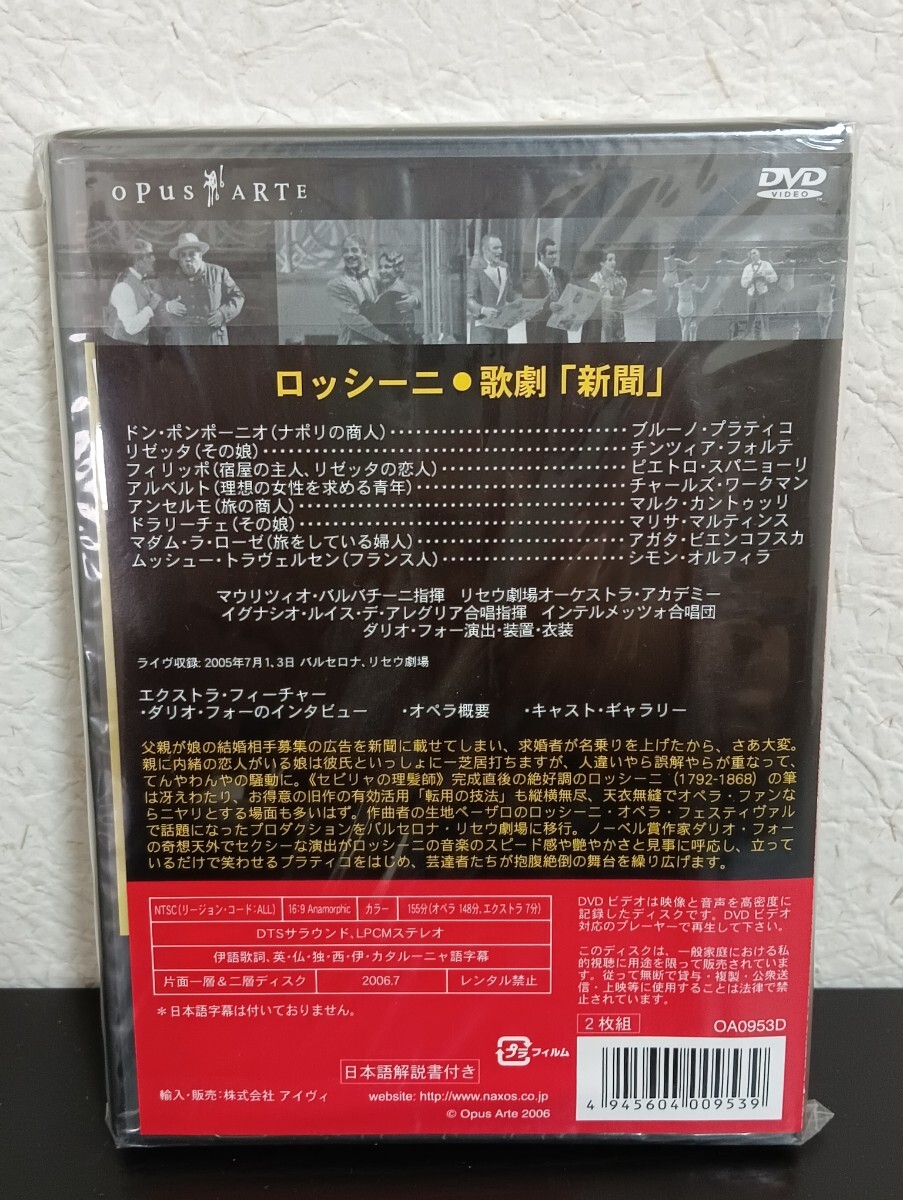 OPUS ARTE
DVD
VIDEO
ロッシーニ●歌劇「新聞」
ドン・ポンポーニオ(ナポリの商人)‥‥‥‥‥‥‥‥‥‥ブルーノ・プラティコ
リゼッタ(その娘)‥‥‥‥‥‥‥‥‥‥‥‥‥‥‥‥チンツィア・フォルテ
フィリッポ(宿屋の主人、リゼッタの恋人)‥‥‥‥‥‥‥‥ピエトロ・スパニョーリ
アルベルト(理想の女性を求める青年)‥‥‥‥‥‥‥‥‥チャールズ・ワークマン
アンセルモ(旅の商人)‥‥‥‥‥‥‥‥‥‥‥‥‥‥マルク・カントゥッリ
ドラリーチェ(その娘)‥‥‥‥‥‥‥‥‥‥‥‥‥‥マリサ・マルティンス
マダム・ラ・ローゼ(旅をしている婦人)‥‥‥‥‥‥‥‥アガタ・ビエンコフスカ
ムッシュー・トラヴェルセン(フランス人)‥‥‥‥‥‥‥‥シモン・オルフィラ
マウリツィオ・バルバチーニ指揮 リセウ劇場オーケストラ・アカデミー
イグナシオ・ルイス・デ・アレグリア合唱指揮 インテルメッツォ合唱団
ダリオ・フォー演出・装置・衣装
ライヴ収録: 2005年7月1, 3日 バルセロナ、リセウ劇場
エクストラ・フィーチャー
・ダリオ・フォーのインタビュー ・オペラ概要 ・キャスト・ギャラリー
父親が娘の結婚相手募集の広告を新聞に載せてしまい、求婚者が名乗りを上げたから、さあ大変。
親に内緒の恋人がいる娘は彼氏といっしょに一芝居打ちますが、人違いやら誤解やらが重なって、
てんやわんやの騒動に。《セビリャの理髪師》完成直後の絶好調のロッシーニ(1792-1868)の筆
は冴えわたり、お得意の旧作の有効活用「転用の技法」も縦横無尽、天衣無縫でオペラ・ファンな
らニヤリとする場面も多いはず。作曲者の生地ペーザロのロッシーニ・オペラ・フェスティヴァル
で話題になったプロダクションをバルセロナ・リセウ劇場に移行。ノーベル賞作家ダリオ・フォー
の奇想天外でセクシーな演出がロッシーニの音楽のスピード感や艶やかさと見事に呼応し、立って
いるだけで笑わせるプラティコをはじめ、芸達者たちが抱腹絶倒の舞台を繰り広げます。
NTSC(リージョン・コード:ALL) 16:9 Anamorphic カラー 155分(オペラ 148分, エクストラ 7分)
DTSサラウンド、LPCMステレオ
伊語歌詞、英・仏・独・西・伊・カタルーニャ語字幕
片面一層&二層ディスク 2006.7 レンタル禁止
*日本語字幕は付いておりません。
DVD ビデオは映像と音声を高密度に
記録したディスクです。DVD ビデオ
対応のプレーヤーで再生して下さい。
このディスクは、一般家庭における私
的視聴に用途を限って販売されていま
す。従って無断で貸与・複製・公衆送
信・上映等に使用することは法律で禁
止されています。
2枚組 OA0953D
プラ フィルム
日本語解説書付き
輸入・販売:株式会社 アイヴィ website: http://www.naxos.co.jp
© Opus Arte 2006
4 945604 009539